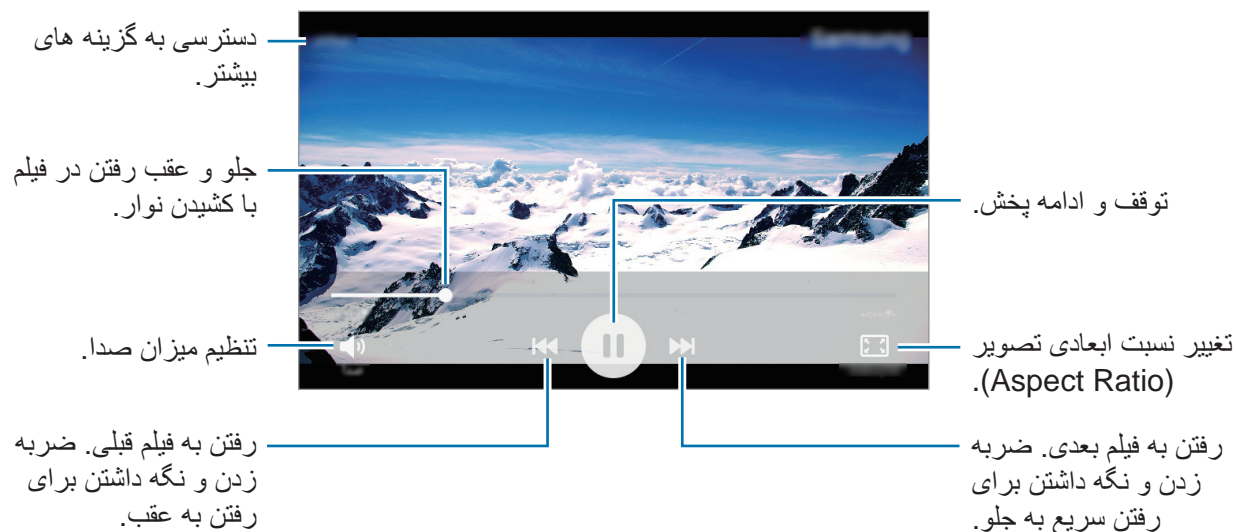 دسترسی به گزینه های
بیشتر.
جلو و عقب رفتن در فیلم
با کشیدن نوار.
توقف و ادامه پخش.
تنظیم میزان صدا.
تغییر نسبت ابعادی تصویر
(Aspect Ratio).
رفتن به فیلم قبلی. ضربه
زدن و نگه داشتن برای
رفتن به عقب.
رفتن به فیلم بعدی. ضربه
زدن و نگه داشتن برای
رفتن سریع به جلو.